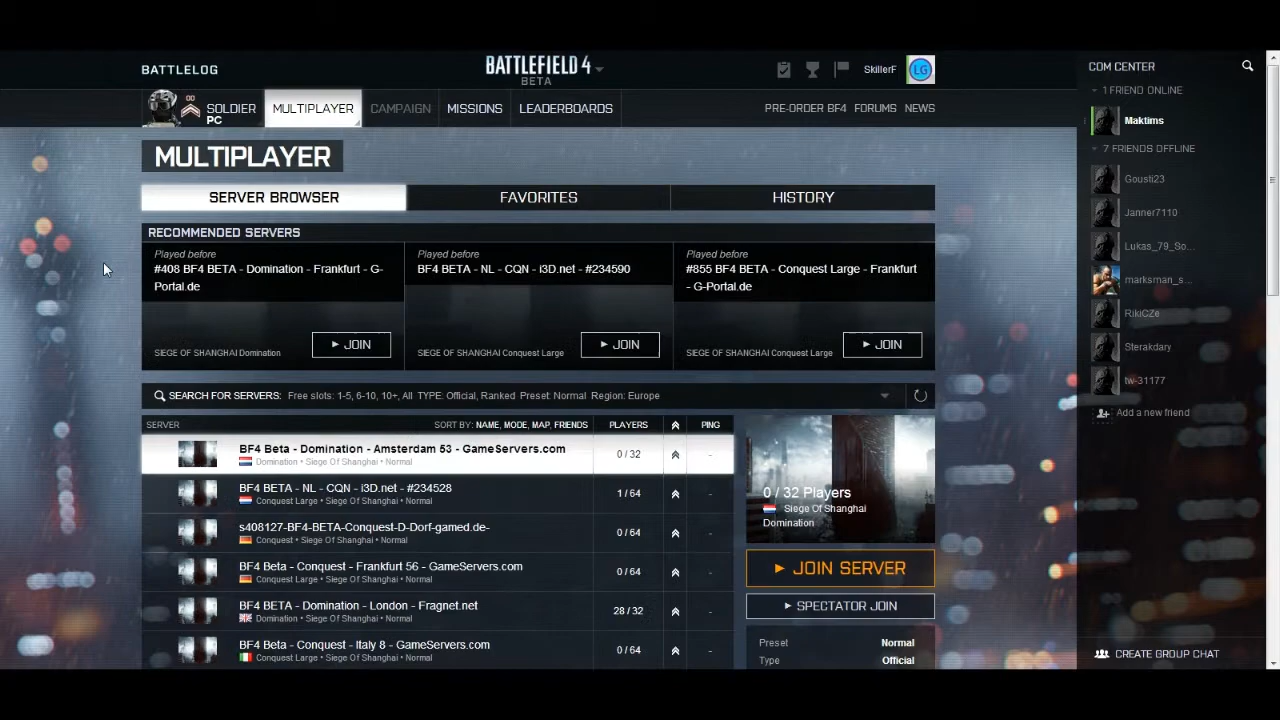 BATTLELOG
BATTLEFIELD 4
BETA
SkillerF
LG
00
SOLDIER
PC
MULTIPLAYER
CAMPAIGN
MISSIONS
LEADERBOARDS
PRE-ORDER BF4 FORUMS NEWS
MULTIPLAYER
SERVER BROWSER
FAVORITES
HISTORY
RECOMMENDED SERVERS
Played before
#408 BF4 BETA - Domination - Frankfurt - G-
Portal.de
JOIN
SIEGE OF SHANGHAI Domination
Played before
BF4 BETA - NL - CQN - i3D.net - #234590
JOIN
SIEGE OF SHANGHAI Conquest Large
Played before
#855 BF4 BETA - Conquest Large - Frankfurt
- G-Portal.de
JOIN
SIEGE OF SHANGHAI Conquest Large
SEARCH FOR SERVERS: Free slots: 1-5, 6-10, 10+, All TYPE: Official, Ranked Preset: Normal Region: Europe
SERVER SORT BY: NAME, MODE, MAP, FRIENDS PLAYERS PING
BF4 Beta - Domination - Amsterdam 53 - GameServers.com
Domination • Siege Of Shanghai • Normal
0 / 32 -
BF4 BETA - NL - CQN - i3D.net - #234528
Conquest Large • Siege Of Shanghai • Normal
1 / 64 -
s408127-BF4-BETA-Conquest-D-Dorf-gamed.de-
Conquest • Siege Of Shanghai • Normal
0 / 64 -
BF4 Beta - Conquest - Frankfurt 56 - GameServers.com
Conquest Large • Siege Of Shanghai • Normal
0 / 64 -
BF4 BETA - Domination - London - Fragnet.net
Domination • Siege Of Shanghai • Normal
28 / 32 -
BF4 Beta - Conquest - Italy 8 - GameServers.com
Conquest Large • Siege Of Shanghai • Normal
0 / 64 -
0 / 32 Players
Siege Of Shanghai
Domination
JOIN SERVER
SPECTATOR JOIN
Preset Normal
Type Official
COM CENTER
1 FRIEND ONLINE
Maktims
7 FRIENDS OFFLINE
Gousti23
Janner7110
Lukas_79_So...
marksman_s...
RikiCZe
Sterakdary
tw-31177
Add a new friend
CREATE GROUP CHAT